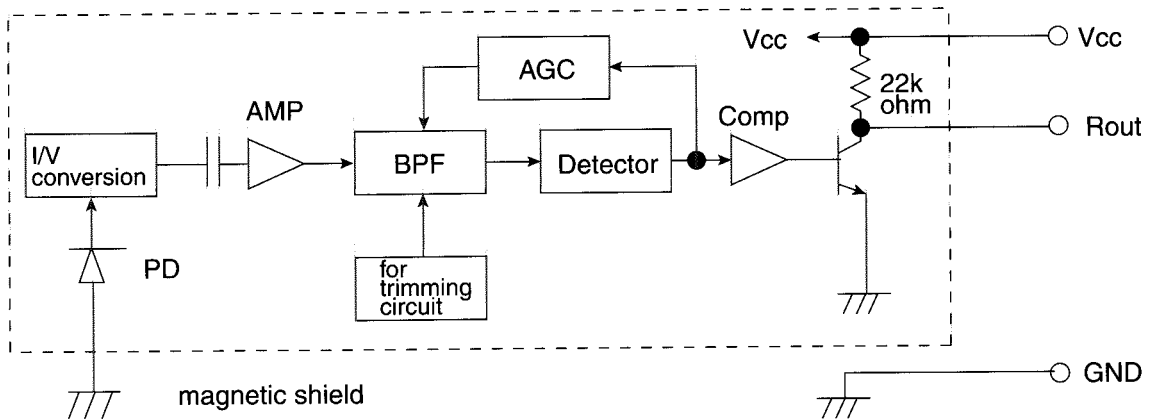 Vcc
Vcc
AGC
22k
ohm
AMP
Comp
Rout
I/V
conversion
BPF
Detector
PD
for
trimming
circuit
GND
magnetic shield